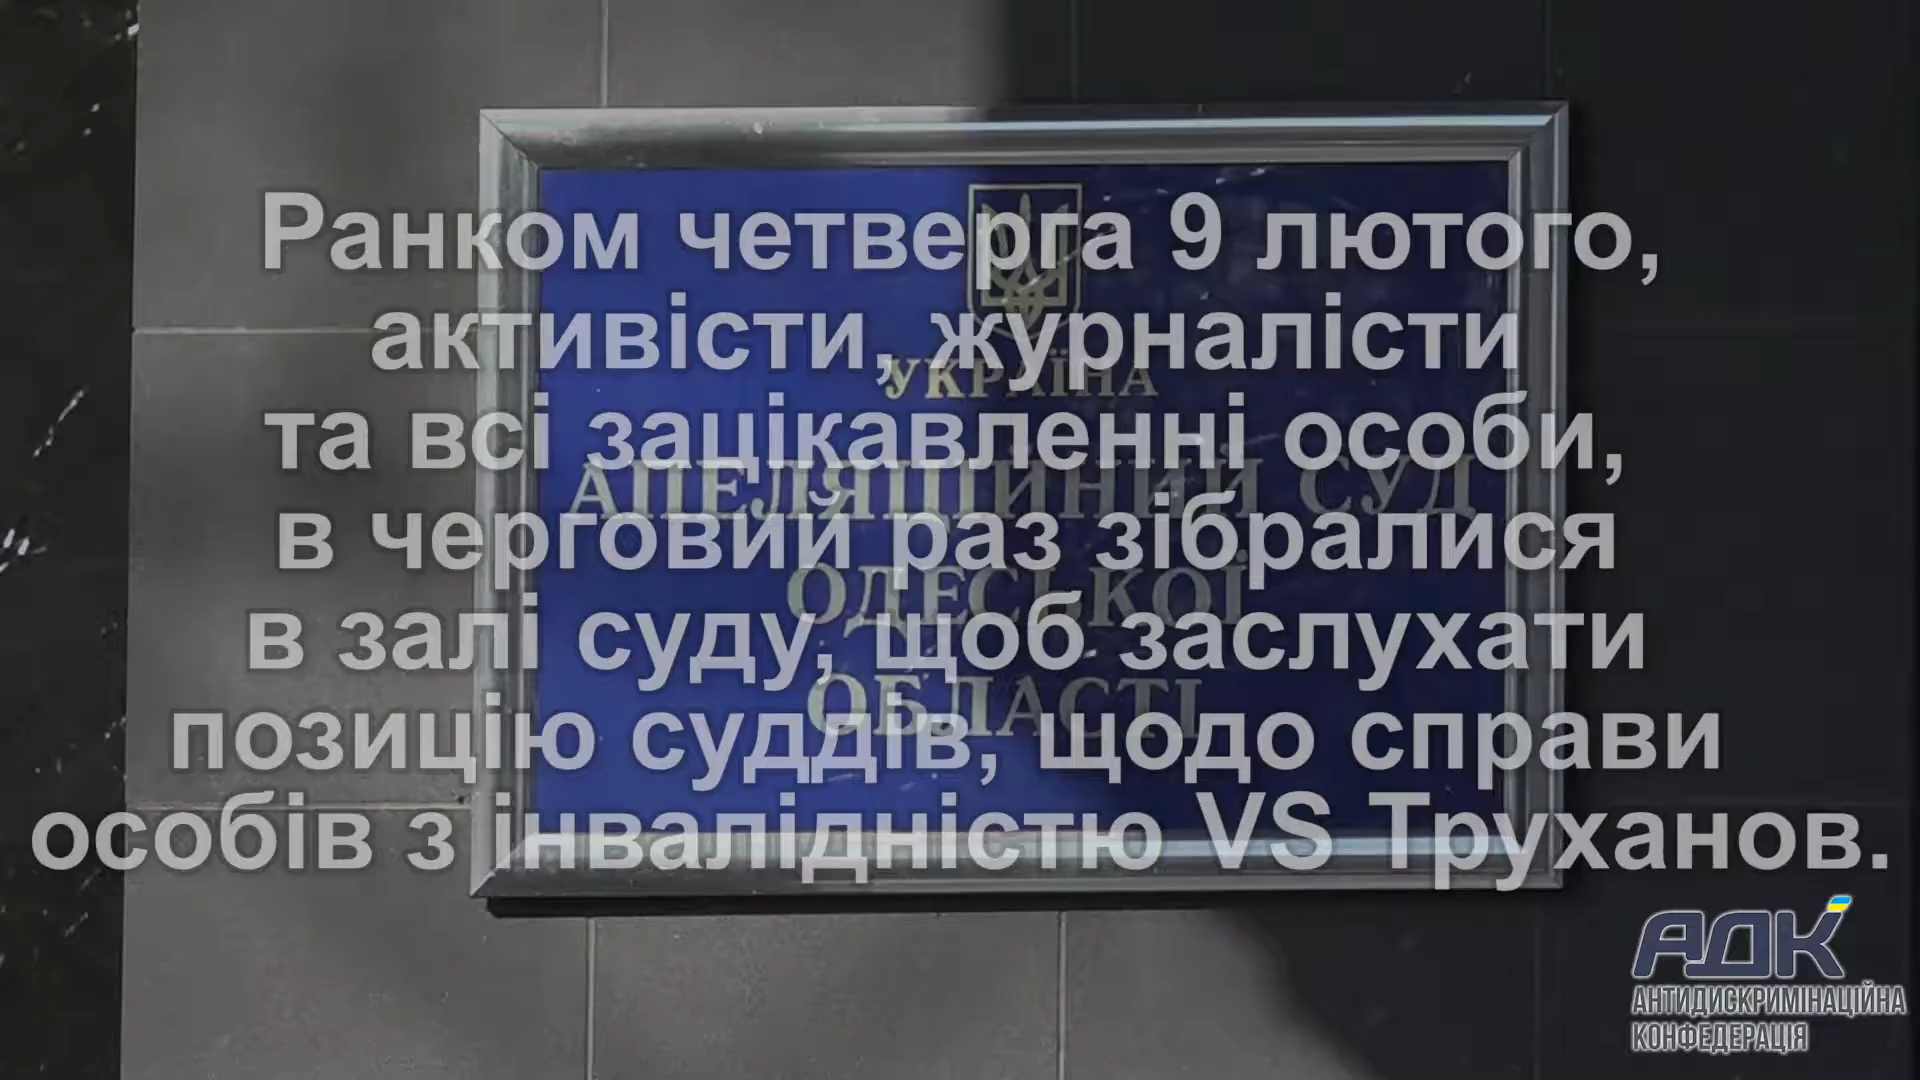 Ранком четверга 9 лютого,
активісти, журналісти
та всі зацікавленні особи,
в черговий раз зібралися
в залі суду, щоб заслухати
позицію суддів, щодо справи
особів з інвалідністю VS Труханов.
УКРАЇНА
АПЕЛЯЦІЙНИЙ СУД
ОДЕСЬКОЇ
ОБЛАСТІ
АДК
АНТИДИСКРИМІНАЦІЙНА
КОНФЕДЕРАЦІЯ